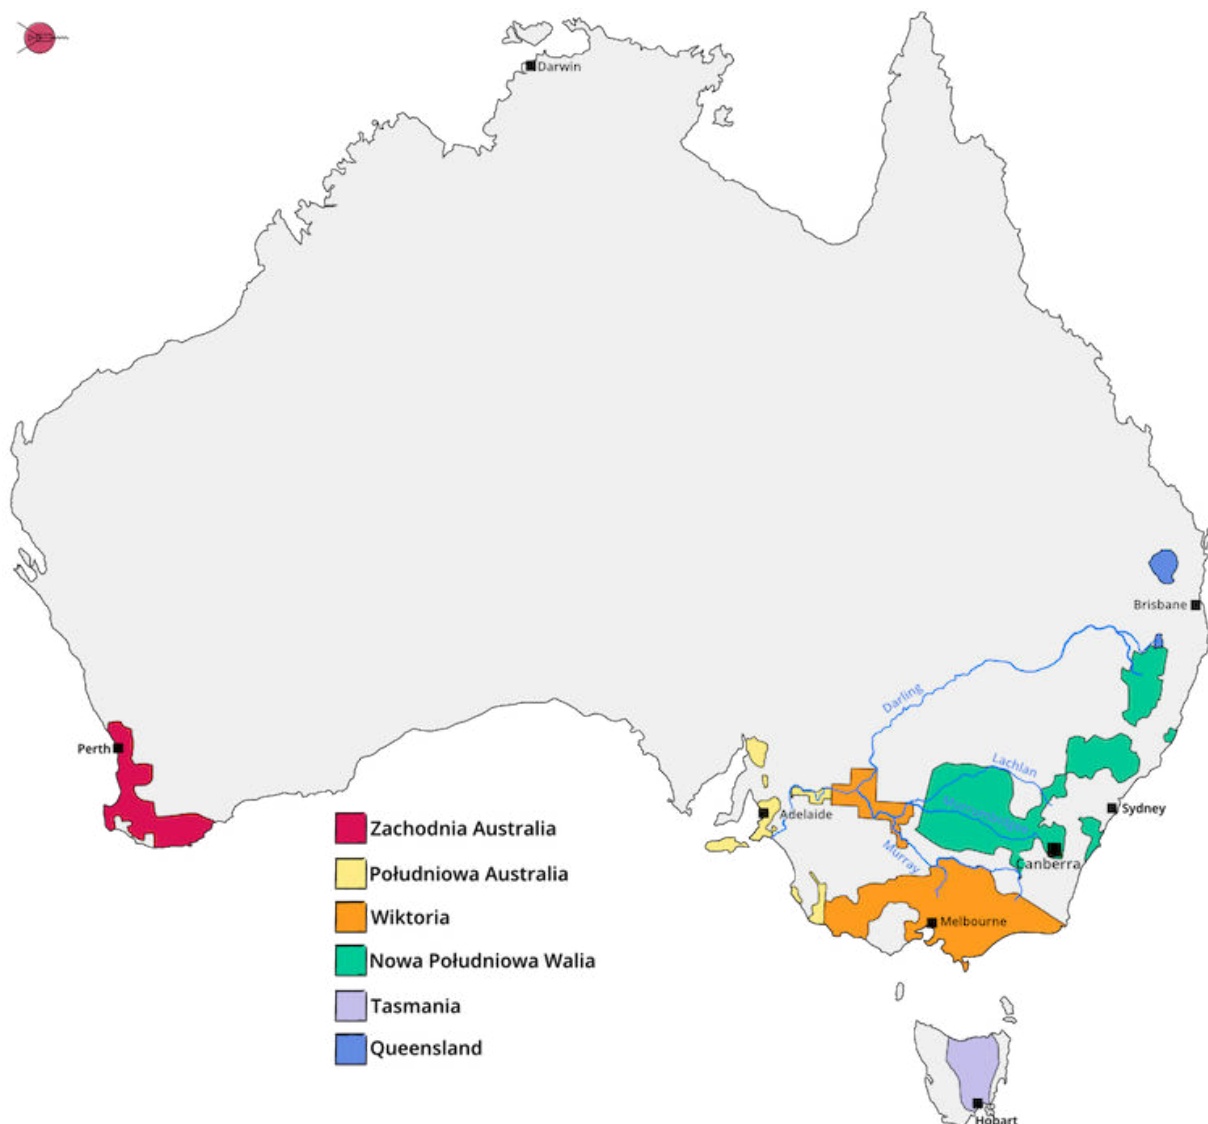 Darwin
Brisbane
Darling
Perth
Lachlan
Murrumbidgee
Sydney
Adelaide
Murray
Canberra
Melbourne
Hobart
Zachodnia Australia
Południowa Australia
Wiktoria
Nowa Południowa Walia
Tasmania
Queensland